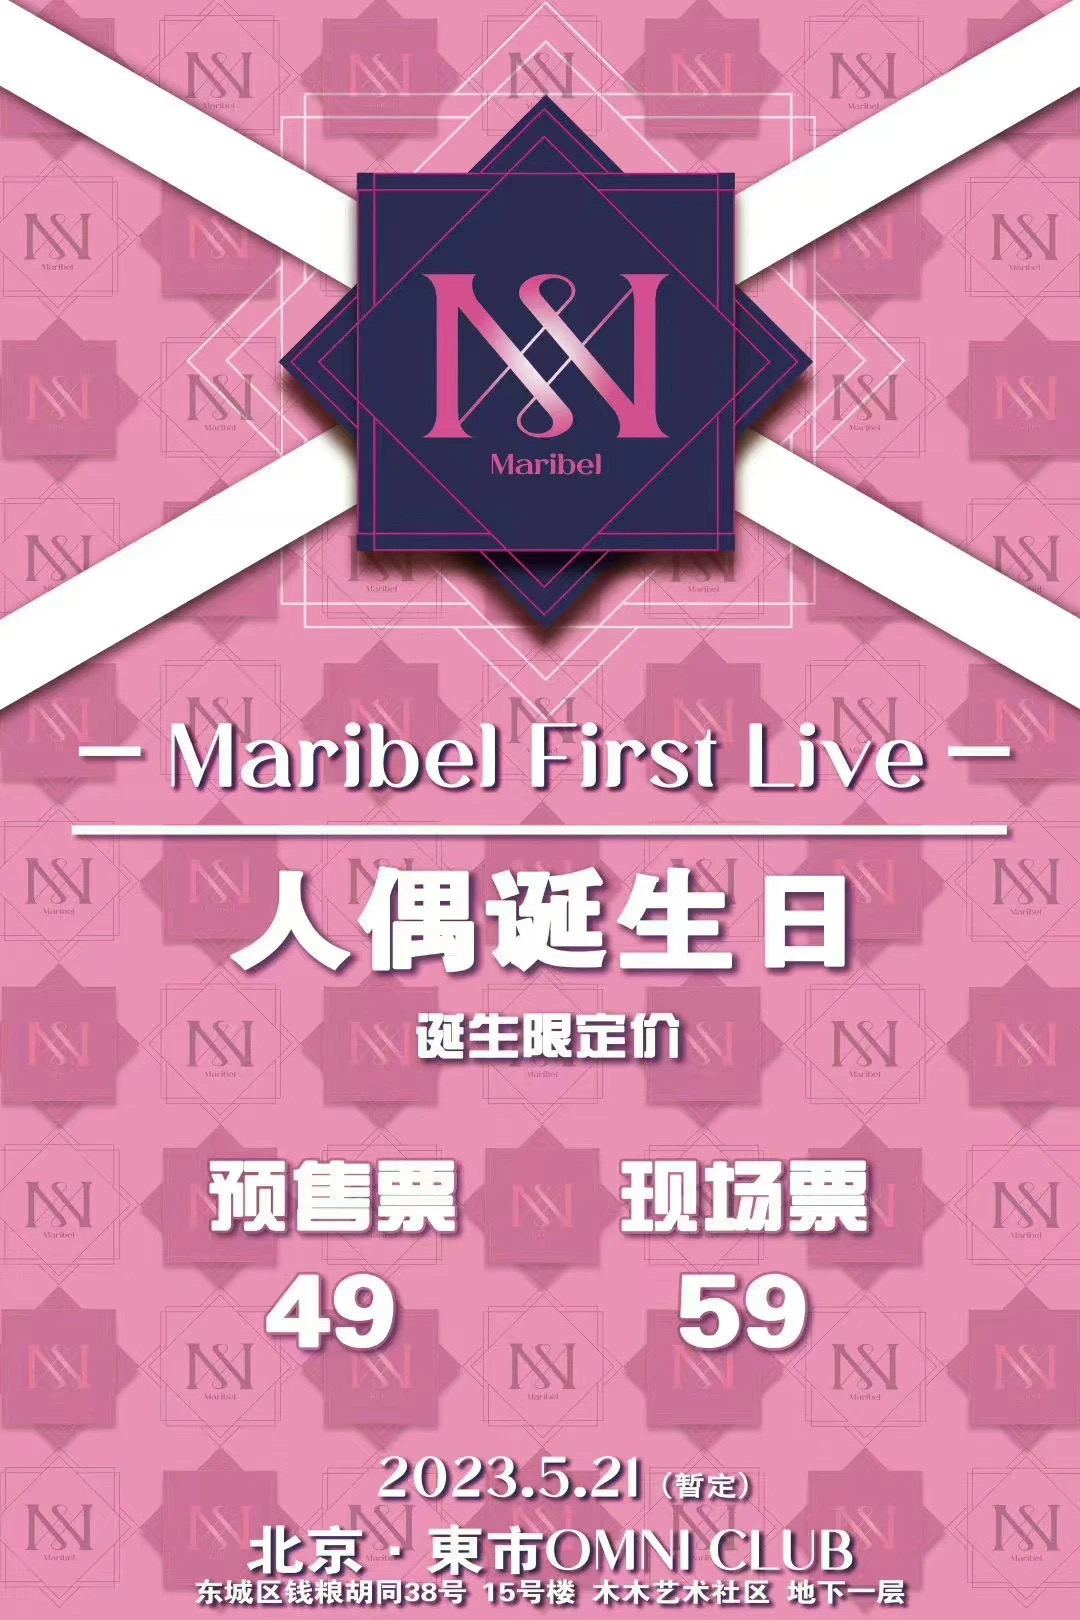 Maribel
— Maribel First Live —
人偶诞生日
诞生限定价
预售票 现场票
49 59
2023.5.21（暂定）
北京·東市OMNI CLUB
东城区钱粮胡同38号 15号楼 木木艺术社区 地下一层